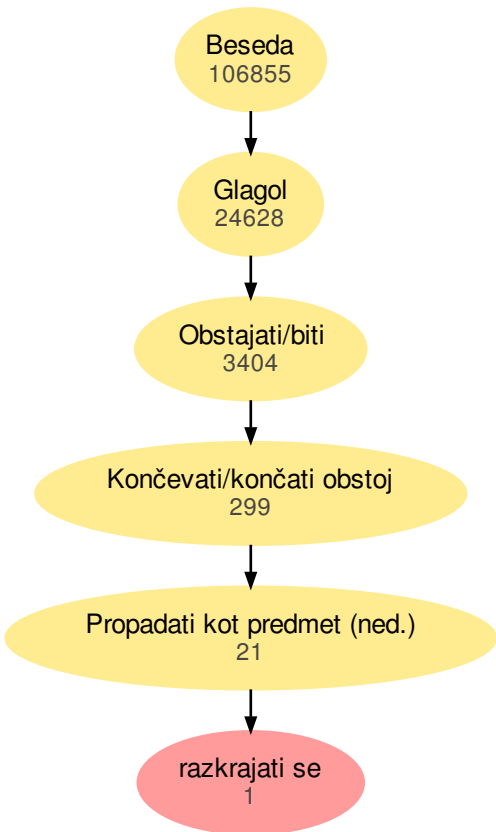 Beseda
106855
Glagol
24628
Obstajati/biti
3404
Končevati/končati obstoj
299
Propadati kot predmet (ned.)
21
razkrajati se
1